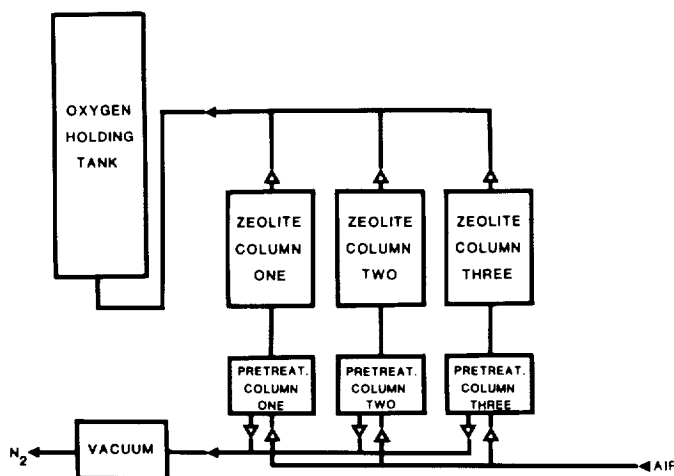 OXYGEN
HOLDING
TANK
ZEOLITE
COLUMN
ONE
ZEOLITE
COLUMN
TWO
ZEOLITE
COLUMN
THREE
PRETREAT.
COLUMN
ONE
PRETREAT.
COLUMN
TWO
PRETREAT.
COLUMN
THREE
N2
VACUUM
AIR